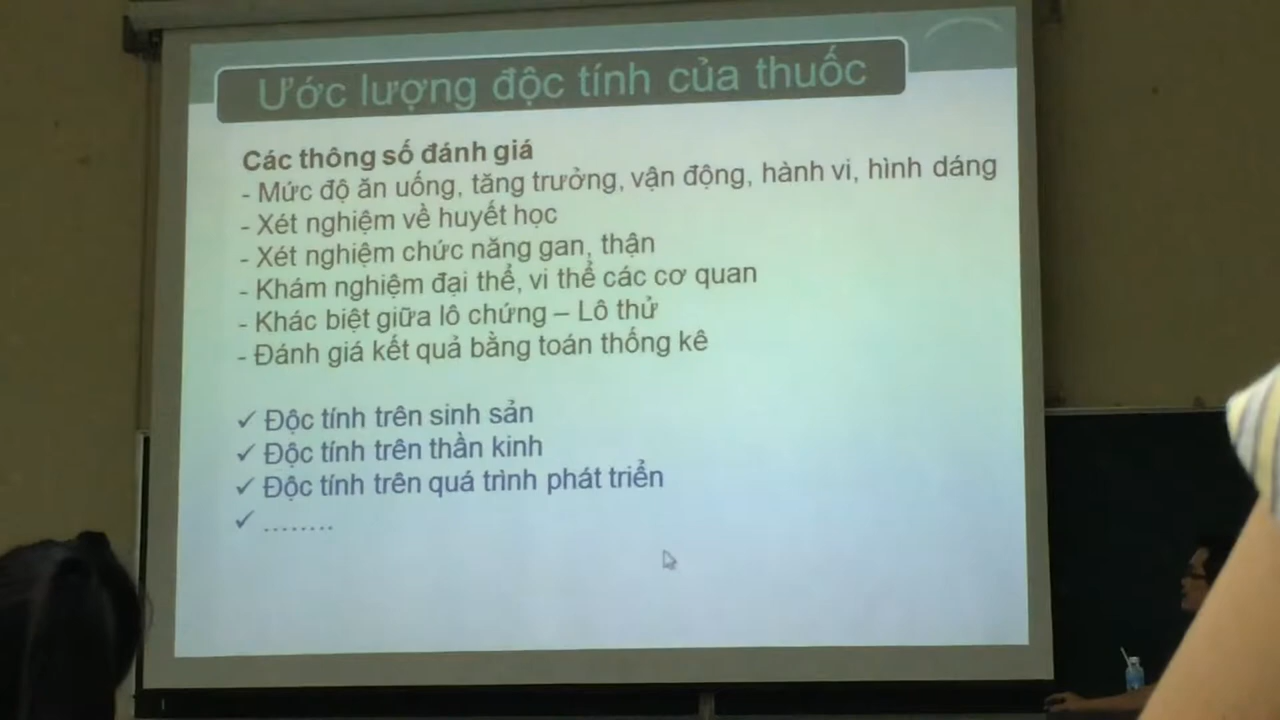 Ước lượng độc tính của thuốc
Các thông số đánh giá
- Mức độ ăn uống, tăng trưởng, vận động, hành vi, hình dáng
- Xét nghiệm về huyết học
- Xét nghiệm chức năng gan, thận
- Khám nghiệm đại thể, vi thể các cơ quan
- Khác biệt giữa lô chứng – Lô thử
- Đánh giá kết quả bằng toán thống kê
✓ Độc tính trên sinh sản
✓ Độc tính trên thần kinh
✓ Độc tính trên quá trình phát triển
✓ ........